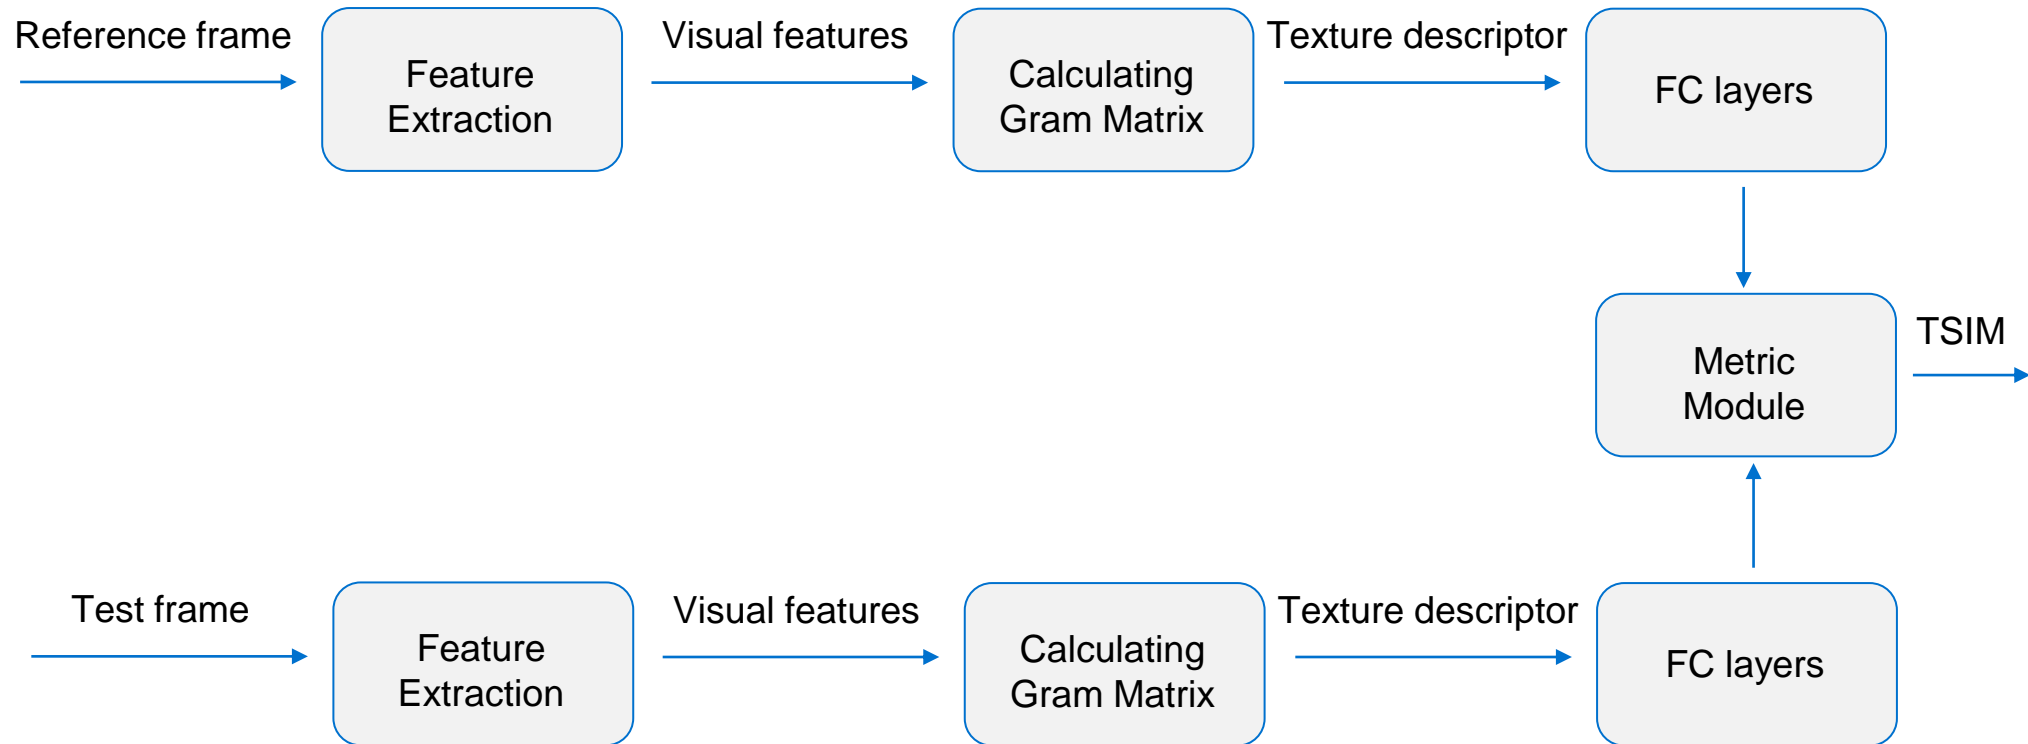 Reference frame
Feature
Extraction
Visual features
Calculating
Gram Matrix
Texture descriptor
FC layers
Metric
Module
TSIM
Test frame
Feature
Extraction
Visual features
Calculating
Gram Matrix
Texture descriptor
FC layers